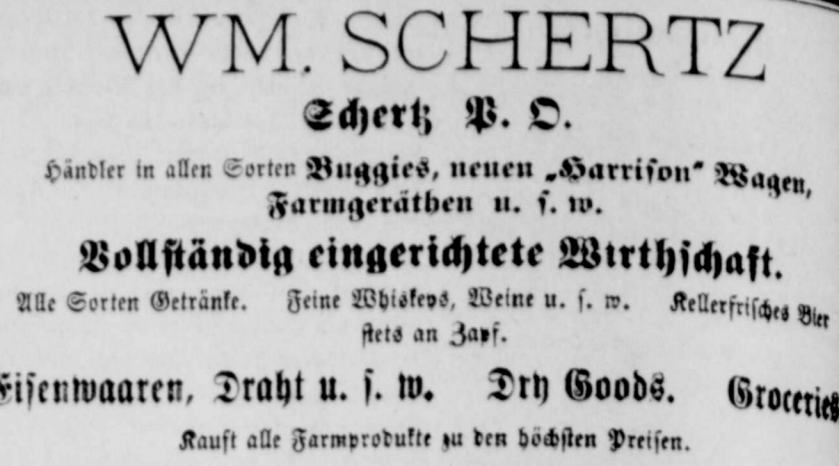 WM. SCHERTZ
Schertz P. O.
Händler in allen Sorten Buggies, neuen „Harrison" Wagen,
Farmgeräthen u. s. w.
Vollständig eingerichtete Wirthschaft.
Alle Sorten Getränke. Feine Whiskeys, Weine u. s. w. Kellerfrisches Bier
stets an Zapf.
Eisenwaaren, Draht u. s. w. Dry Goods. Groceries
Kauft alle Farmprodukte zu den höchsten Preisen.